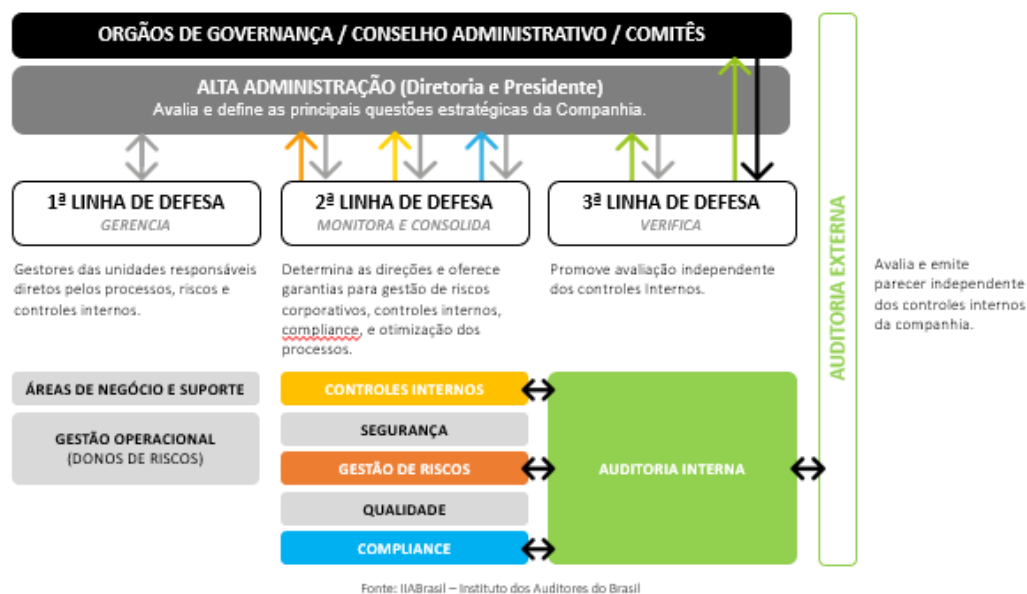 ORGÃOS DE GOVERNANÇA / CONSELHO ADMINISTRATIVO / COMITÊS
ALTA ADMINISTRAÇÃO (Diretoria e Presidente)
Avalia e define as principais questões estratégicas da Companhia.
1ª LINHA DE DEFESA
GERENCIA
Gestores das unidades responsáveis
diretos pelos processos, riscos e
controles internos.
ÁREAS DE NEGÓCIO E SUPORTE
GESTÃO OPERACIONAL
(DONOS DE RISCOS)
2ª LINHA DE DEFESA
MONITORA E CONSOLIDA
Determina as direções e oferece
garantias para gestão de riscos
corporativos, controles internos,
compliance, e otimização dos
processos.
CONTROLES INTERNOS
SEGURANÇA
GESTÃO DE RISCOS
QUALIDADE
COMPLIANCE
3ª LINHA DE DEFESA
VERIFICA
Promove avaliação independente
dos controles Internos.
AUDITORIA INTERNA
AUDITORIA EXTERNA
Avalia e emite
parecer independente
dos controles internos
da companhia.
Fonte: IIABrasil – Instituto dos Auditores do Brasil